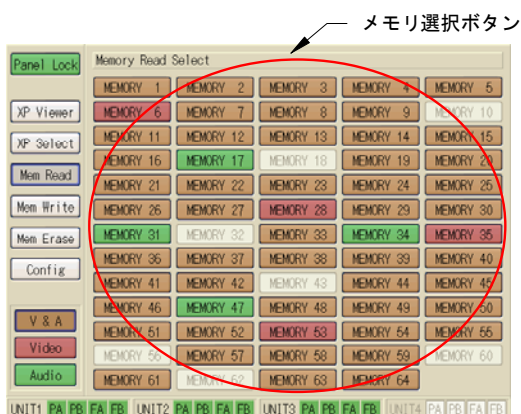 メモリ選択ボタン
Panel Lock
Memory Read Select
MEMORY 1 MEMORY 2 MEMORY 3 MEMORY 4 MEMORY 5
XP Viewer MEMORY 6 MEMORY 7 MEMORY 8 MEMORY 9 MEMORY 10
XP Select MEMORY 11 MEMORY 12 MEMORY 13 MEMORY 14 MEMORY 15
Mem Read MEMORY 16 MEMORY 17 MEMORY 18 MEMORY 19 MEMORY 20
MEMORY 21 MEMORY 22 MEMORY 23 MEMORY 24 MEMORY 25
Mem Write MEMORY 26 MEMORY 27 MEMORY 28 MEMORY 29 MEMORY 30
Mem Erase MEMORY 31 MEMORY 32 MEMORY 33 MEMORY 34 MEMORY 35
Config MEMORY 36 MEMORY 37 MEMORY 38 MEMORY 39 MEMORY 40
MEMORY 41 MEMORY 42 MEMORY 43 MEMORY 44 MEMORY 45
MEMORY 46 MEMORY 47 MEMORY 48 MEMORY 49 MEMORY 50
V & A MEMORY 51 MEMORY 52 MEMORY 53 MEMORY 54 MEMORY 55
Video MEMORY 56 MEMORY 57 MEMORY 58 MEMORY 59 MEMORY 60
Audio MEMORY 61 MEMORY 62 MEMORY 63 MEMORY 64
UNIT1 PA PB FA FB UNIT2 PA PB FA FB UNIT3 PA PB FA FB UNIT4 PA PB FA FB